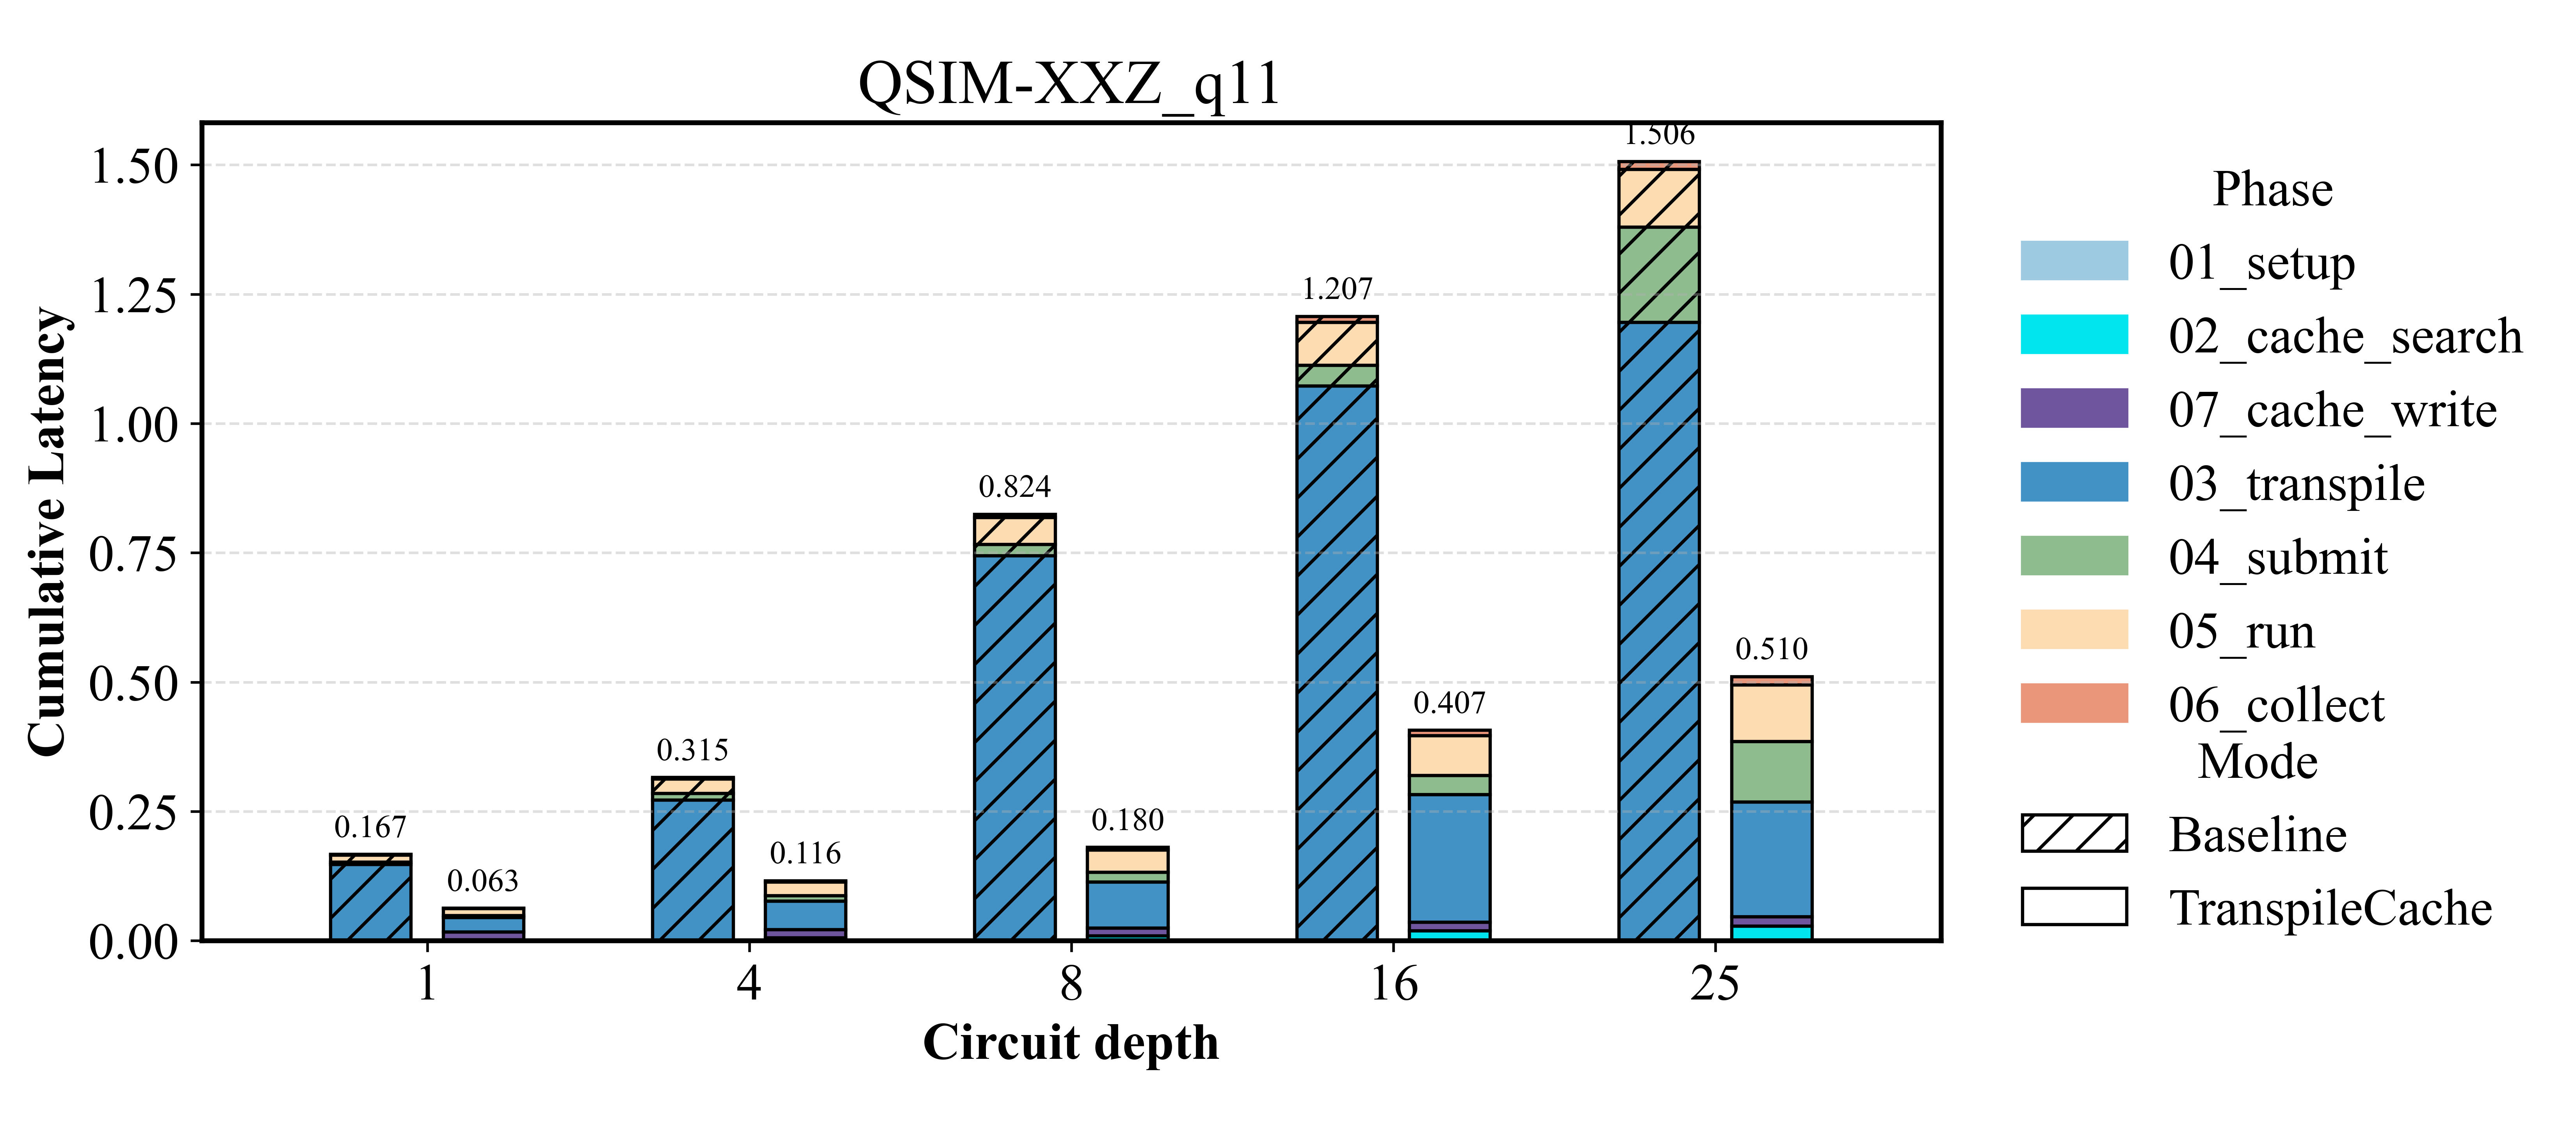 QSIM-XXZ_q11
Cumulative Latency
1.50
1.25
1.00
0.75
0.50
0.25
0.00
0.167
0.063
0.315
0.116
0.824
0.180
1.207
0.407
1.506
0.510
1
4
8
16
25
Circuit depth
Phase
01_setup
02_cache_search
07_cache_write
03_transpile
04_submit
05_run
06_collect
Mode
Baseline
TranspileCache